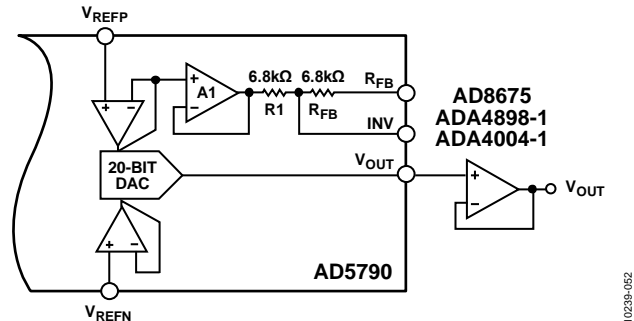 VREFP
6.8kΩ 6.8kΩ
RFB
A1
R1 RFB
INV
AD8675
ADA4898-1
ADA4004-1
20-BIT
DAC
VOUT
VOUT
AD5790
VREFN
10239-052
+ −
+
−
+ −
+
−